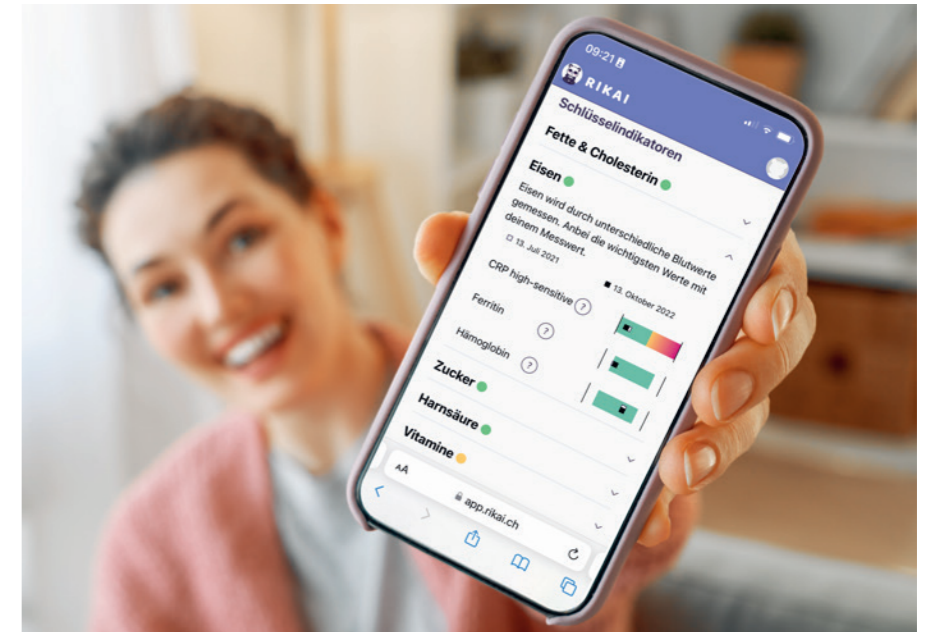 09:21
RIKAI
Schlüsselindikatoren
Fette & Cholesterin
Eisen
Eisen wird durch unterschiedliche Blutwerte
gemessen. Anbei die wichtigsten Werte mit
deinem Messwert.
13. Juli 2021
13. Oktober 2022
CRP high-sensitive ?
Ferritin ?
Hämoglobin ?
Zucker
Harnsäure
Vitamine
AA
app.rikai.ch